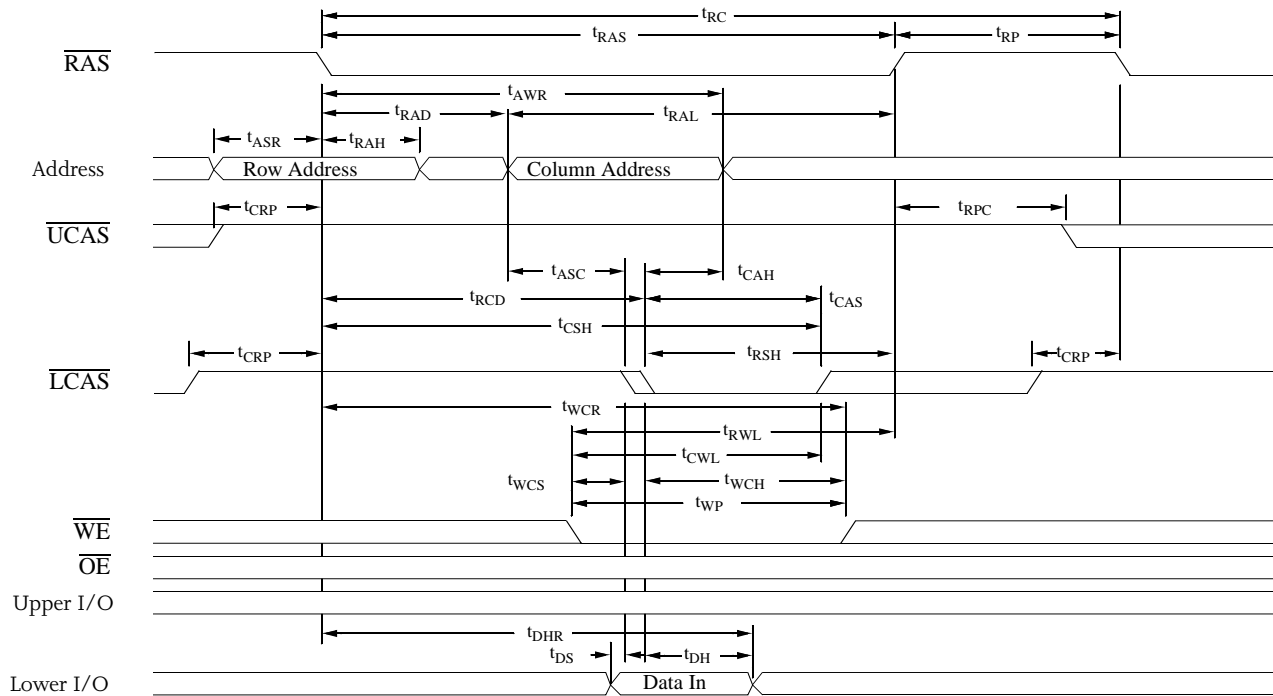 tRC
tRAS tRP
RAS
tAWR
tRAD tRAL
tASR tRAH
Address Row Address Column Address
tCRP tRPC
UCAS
tASC tCAH
tRCD tCAS
tCSH
tCRP tRSH tCRP
LCAS
tWCR
tRWL
tCWL
tWCS tWCH
tWP
WE
OE
Upper I/O
tDHR
tDS tDH
Lower I/O Data In